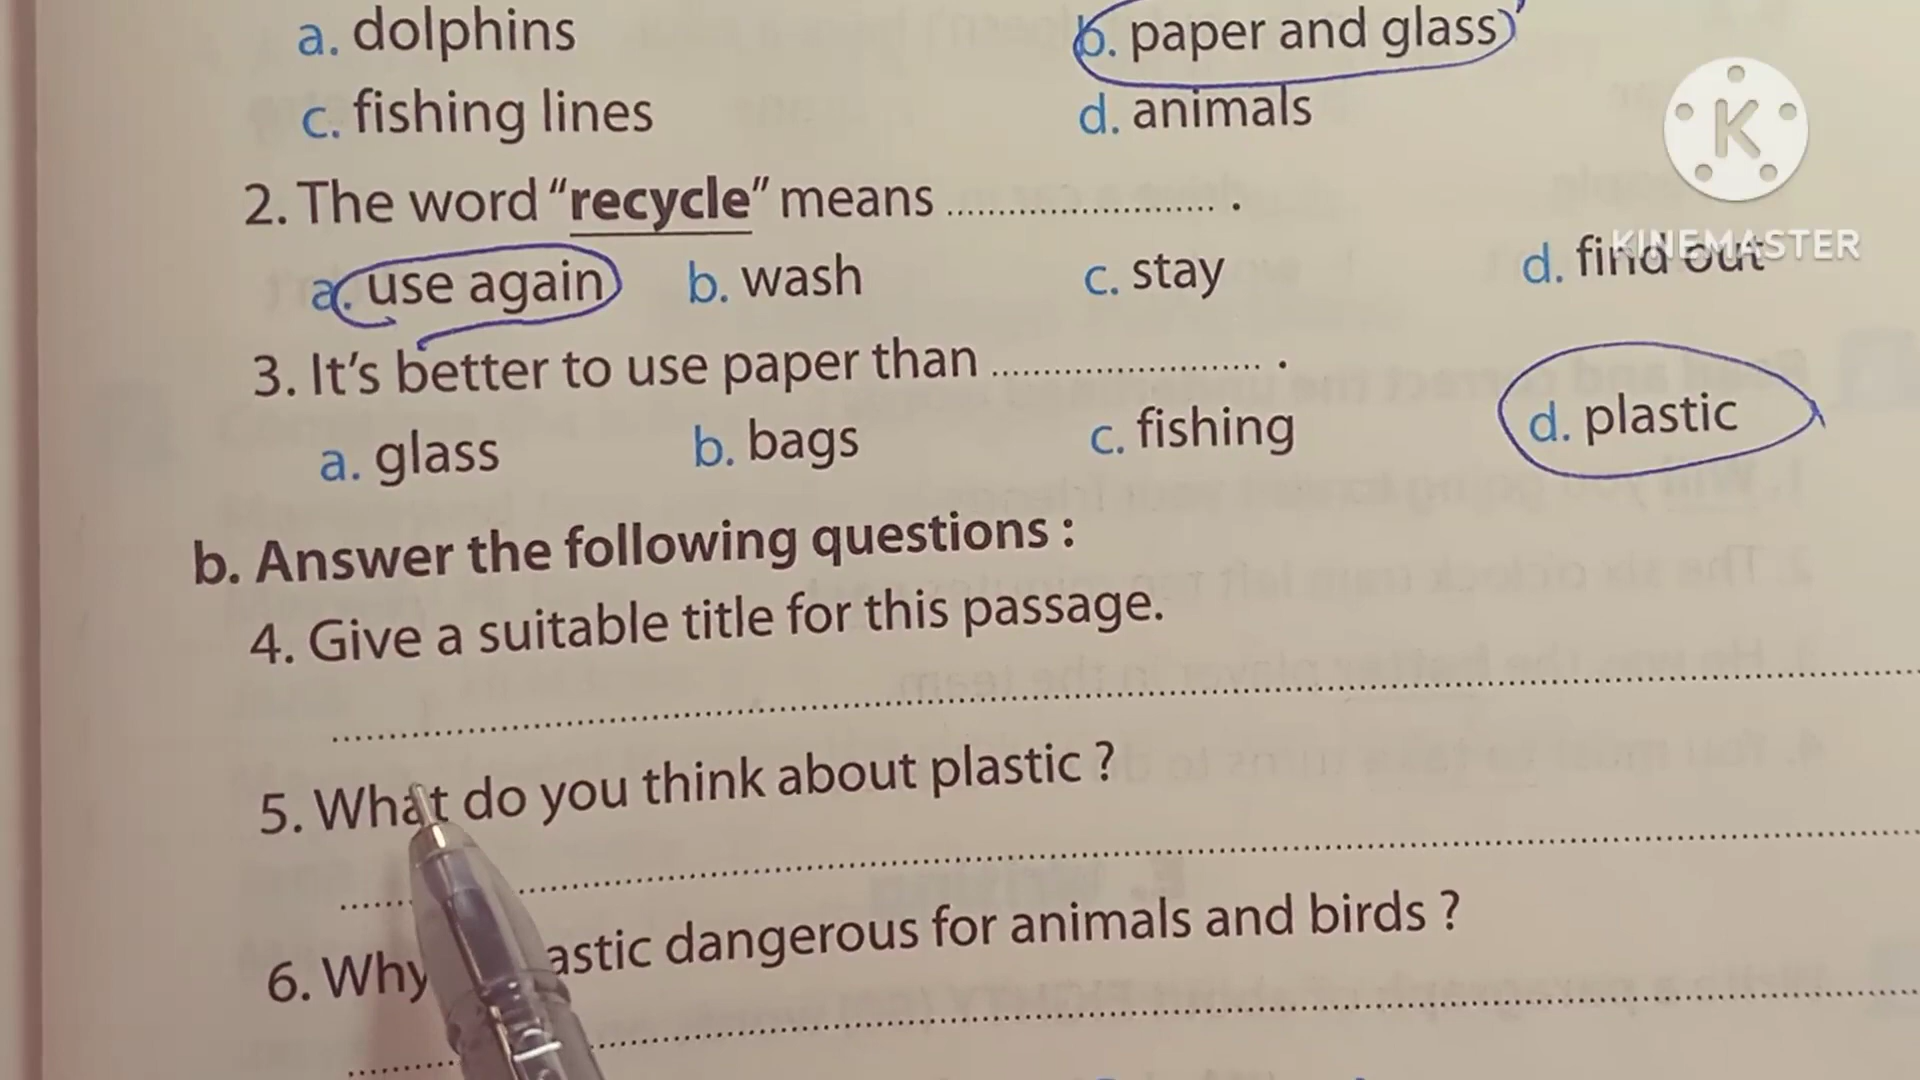 a. dolphins b. paper and glass
c. fishing lines d. animals
K
KINEMASTER
2. The word "recycle" means ........................ .
a. use again b. wash c. stay d. find out
3. It's better to use paper than ........................ .
a. glass b. bags c. fishing d. plastic
b. Answer the following questions :
4. Give a suitable title for this passage.
5. What do you think about plastic ?
6. Why astic dangerous for animals and birds ?